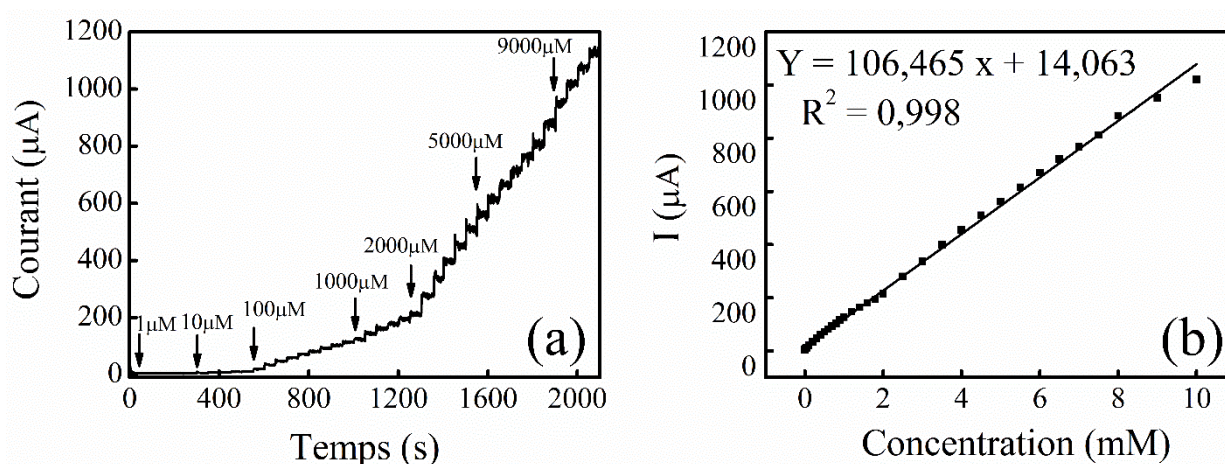 1200
1000
800
600
400
200
0
Courant (µA)
1µM
10µM
100µM
1000µM
2000µM
5000µM
9000µM
(a)
0 400 800 1200 1600 2000
Temps (s)
1200
1000
800
600
400
200
0
I (µA)
Y = 106,465 x + 14,063
R² = 0,998
(b)
0 2 4 6 8 10
Concentration (mM)